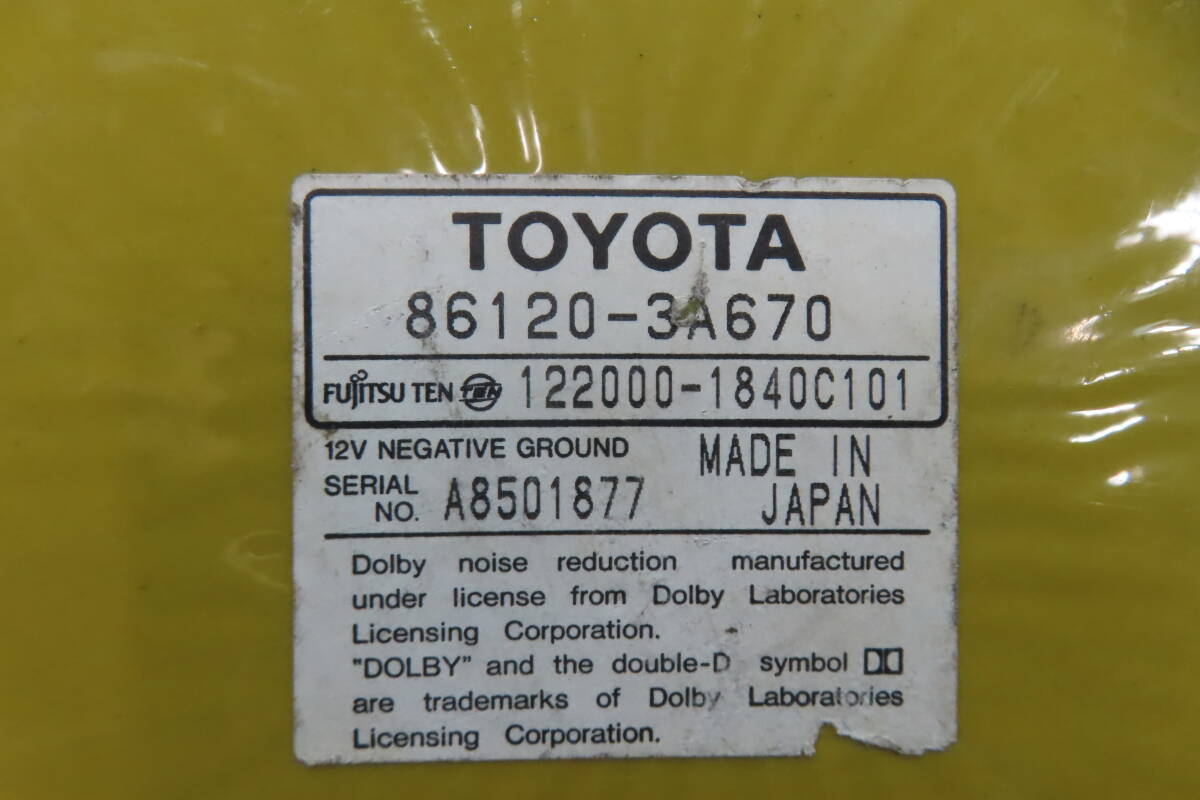 TOYOTA
86120-3A670
FUJITSU TEN TEN 122000-1840C101
12V NEGATIVE GROUND
MADE IN
JAPAN
SERIAL
NO. A8501877
Dolby noise reduction manufactured
under license from Dolby Laboratories
Licensing Corporation.
"DOLBY" and the double-D symbol
are trademarks of Dolby Laboratories
Licensing Corporation.